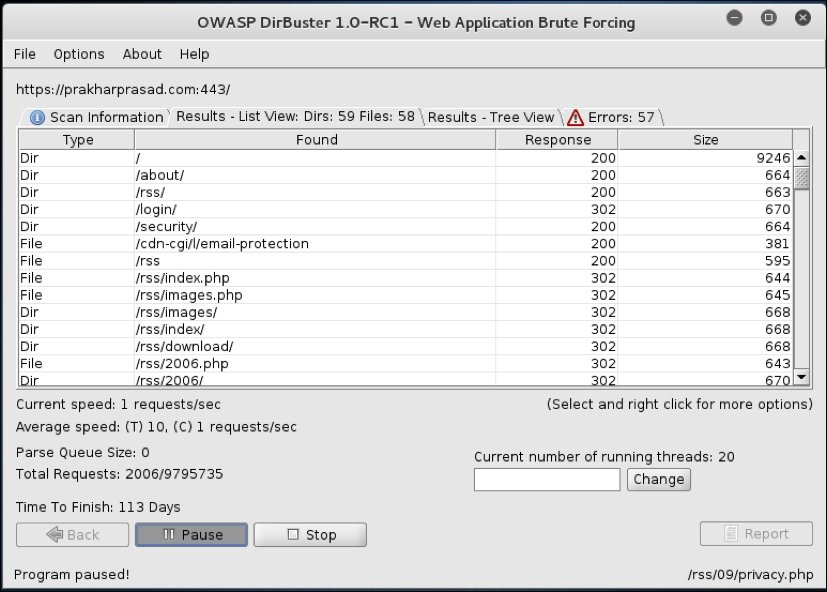 OWASP DirBuster 1.0-RC1 - Web Application Brute Forcing
File Options About Help
https://prakharprasad.com:443/
Scan Information Results - List View: Dirs: 59 Files: 58 Results - Tree View Errors: 57
Type Found Response Size
Dir / 200 9246
Dir /about/ 200 664
Dir /rss/ 200 663
Dir /login/ 302 670
Dir /security/ 200 664
File /cdn-cgi/l/email-protection 200 381
File /rss 200 595
File /rss/index.php 302 644
File /rss/images.php 302 645
Dir /rss/images/ 302 668
Dir /rss/index/ 302 668
Dir /rss/download/ 302 668
File /rss/2006.php 302 643
Dir /rss/2006/ 302 670
Current speed: 1 requests/sec (Select and right click for more options)
Average speed: (T) 10, (C) 1 requests/sec
Parse Queue Size: 0
Total Requests: 2006/9795735
Current number of running threads: 20
Change
Time To Finish: 113 Days
Back Pause Stop Report
Program paused! /rss/09/privacy.php